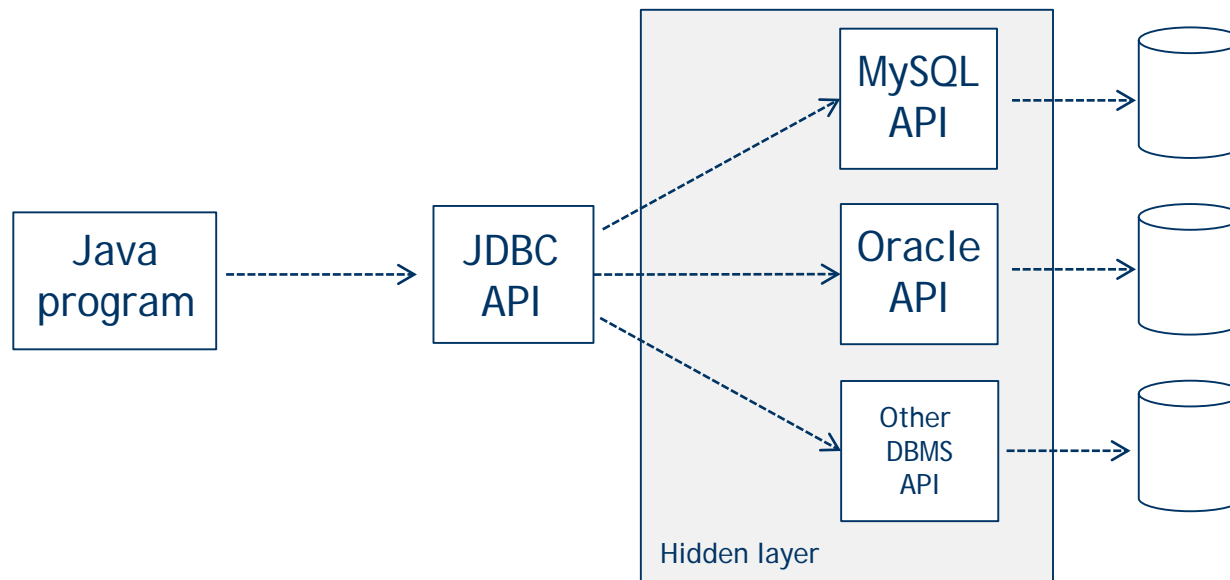 Java
program
JDBC
API
MySQL
API
Oracle
API
Other
DBMS
API
Hidden layer